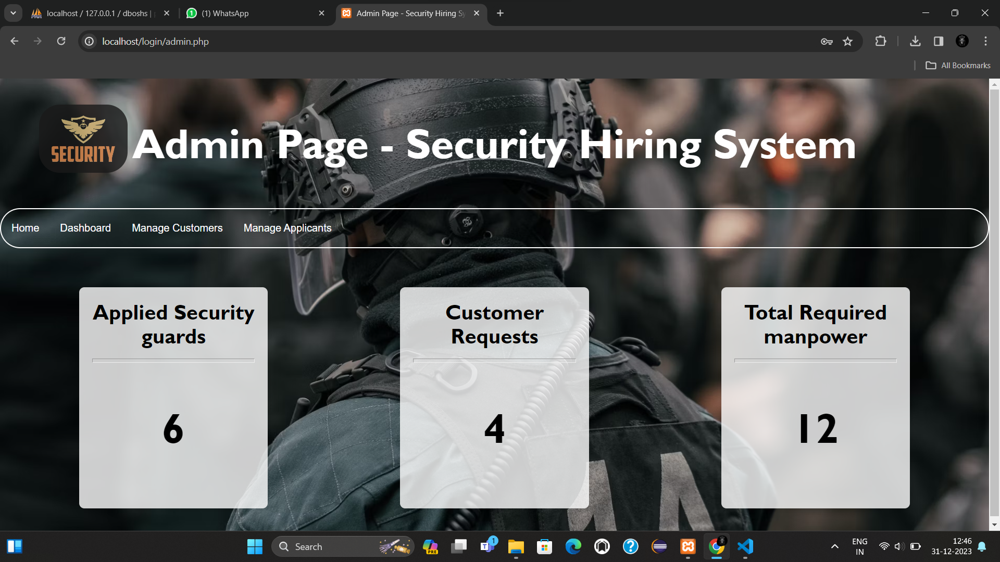 localhost / 127.0.0.1 / dboshs |
(1) WhatsApp
Admin Page - Security Hiring Sy
localhost/login/admin.php
All Bookmarks
SECURITY
Admin Page - Security Hiring System
Home
Dashboard
Manage Customers
Manage Applicants
Applied Security
guards
6
Customer
Requests
4
Total Required
manpower
12
Search
PRE
1
ENG
IN
12:46
31-12-2023